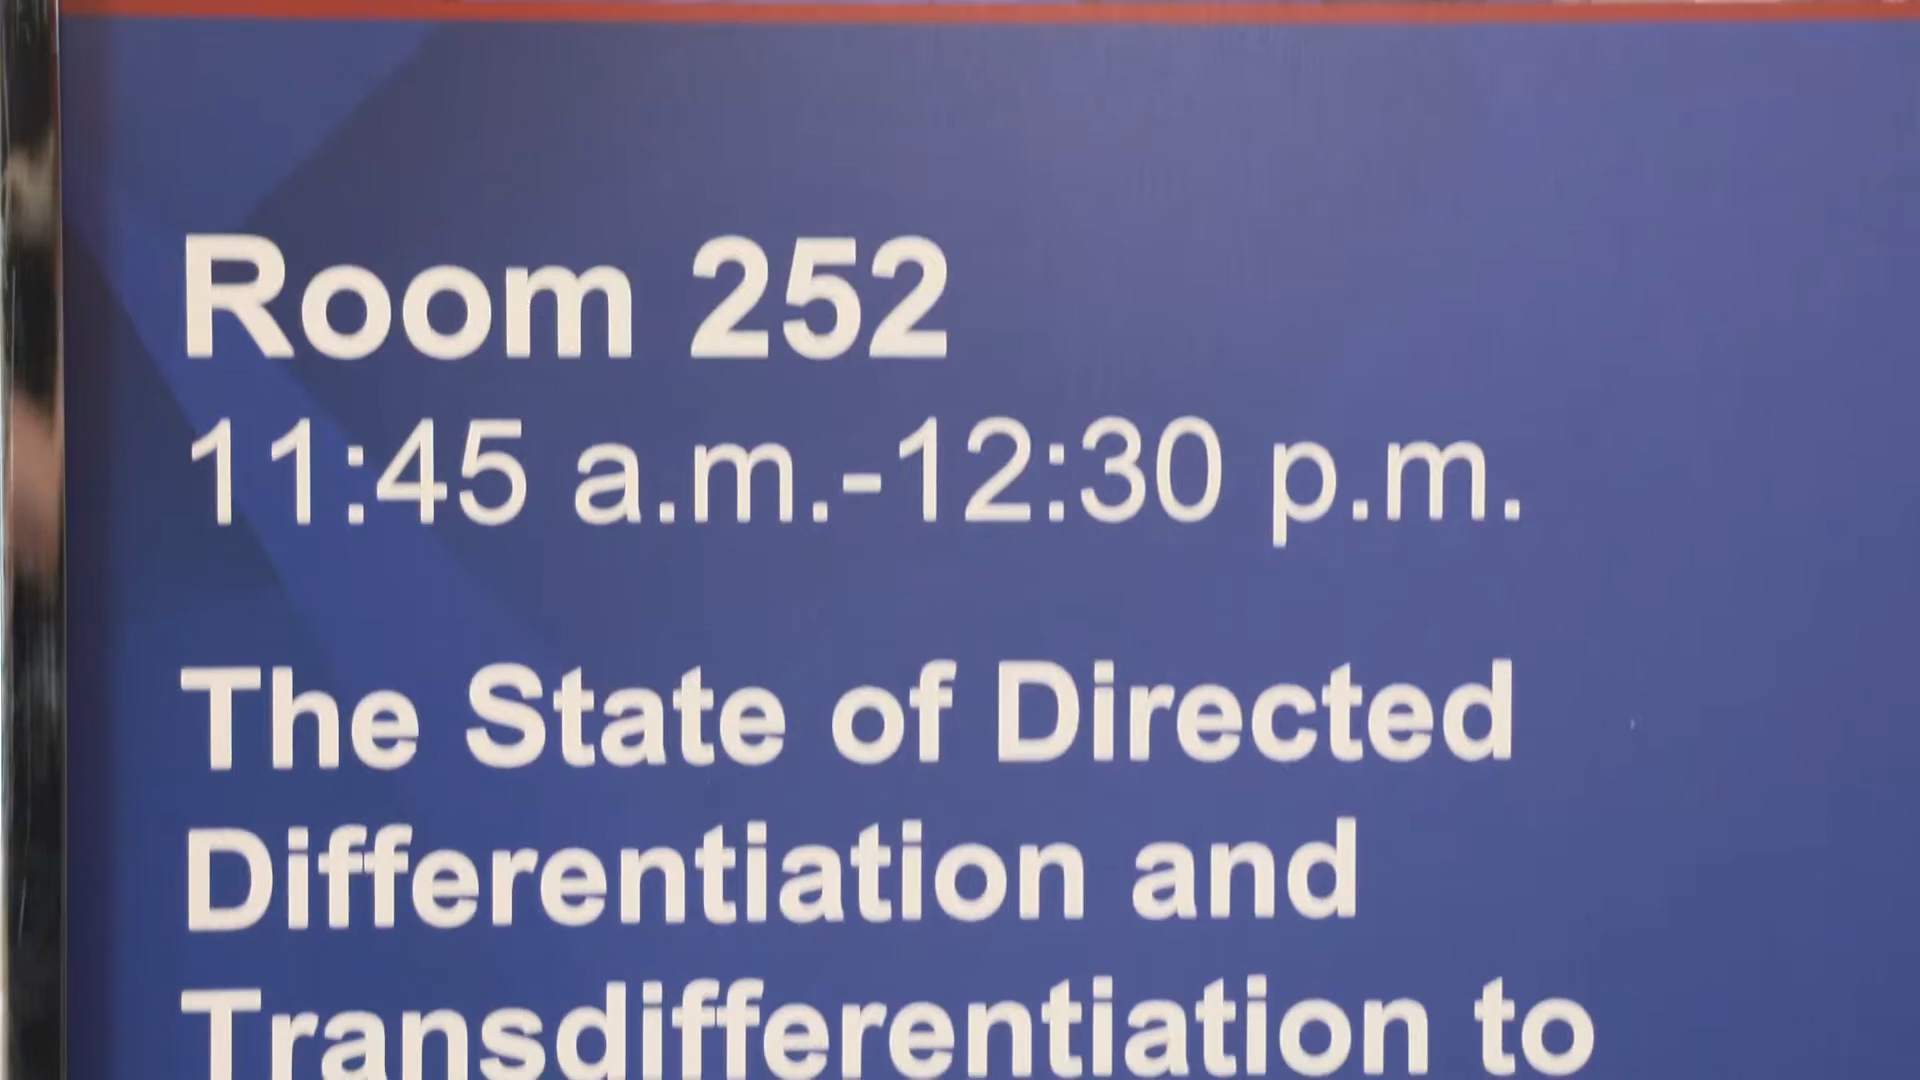 Room 252
11:45 a.m.-12:30 p.m.
The State of Directed
Differentiation and
Transdifferentiation to